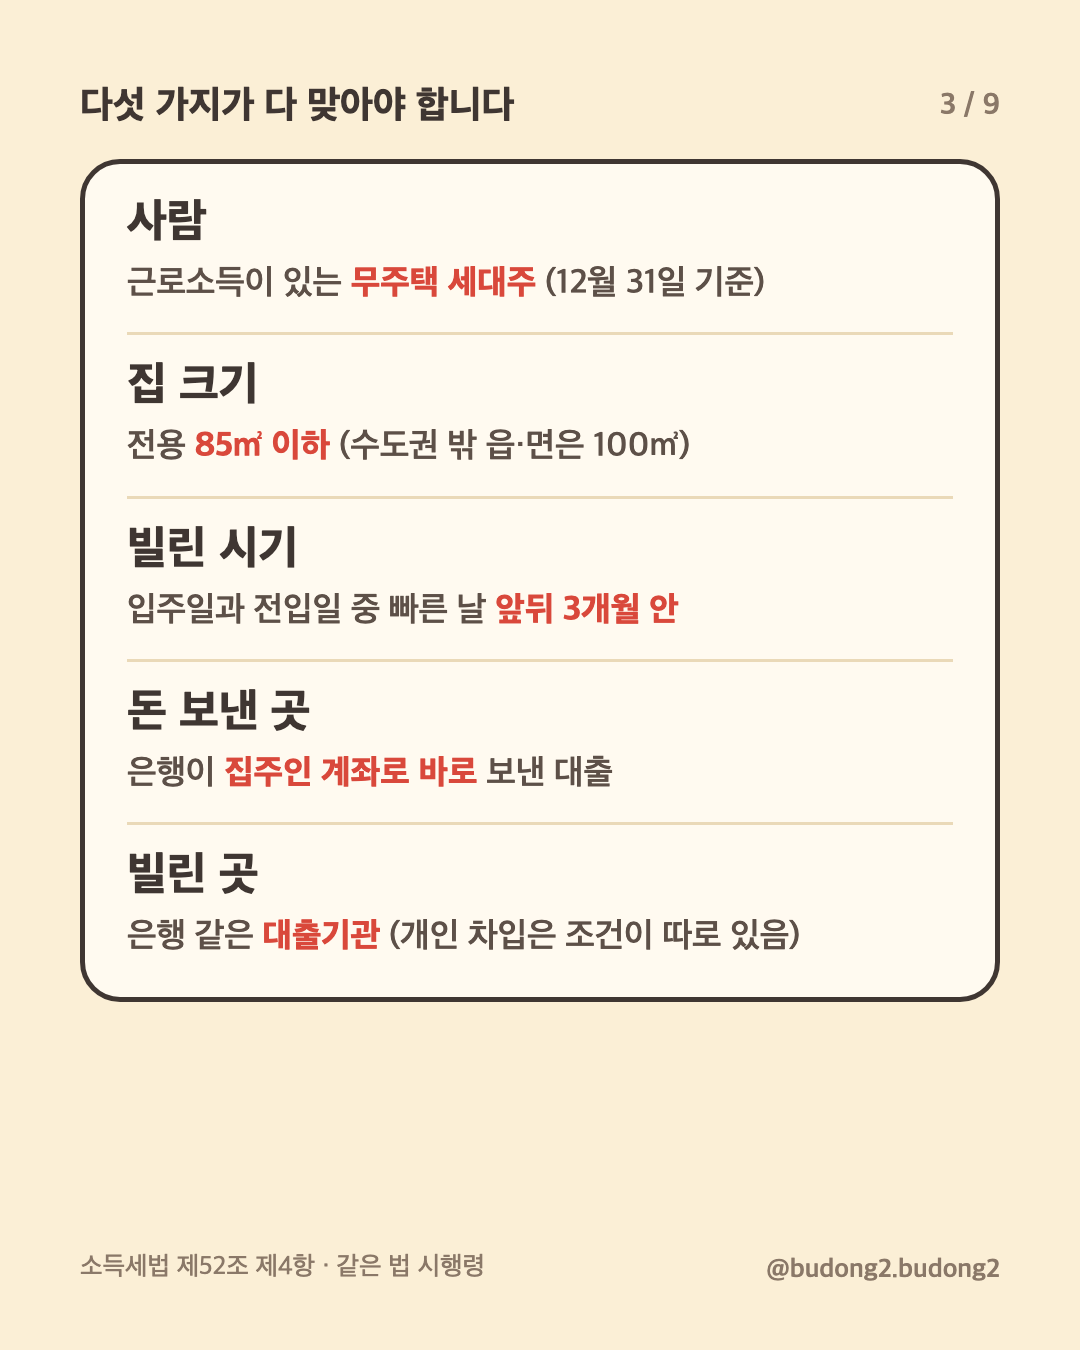 다섯 가지가 다 맞아야 합니다
3 / 9
사람
근로소득이 있는 무주택 세대주 (12월 31일 기준)
집 크기
전용 85㎡ 이하 (수도권 밖 읍·면은 100㎡)
빌린 시기
입주일과 전입일 중 빠른 날 앞뒤 3개월 안
돈 보낸 곳
은행이 집주인 계좌로 바로 보낸 대출
빌린 곳
은행 같은 대출기관 (개인 차입은 조건이 따로 있음)
소득세법 제52조 제4항 · 같은 법 시행령
@budong2.budong2